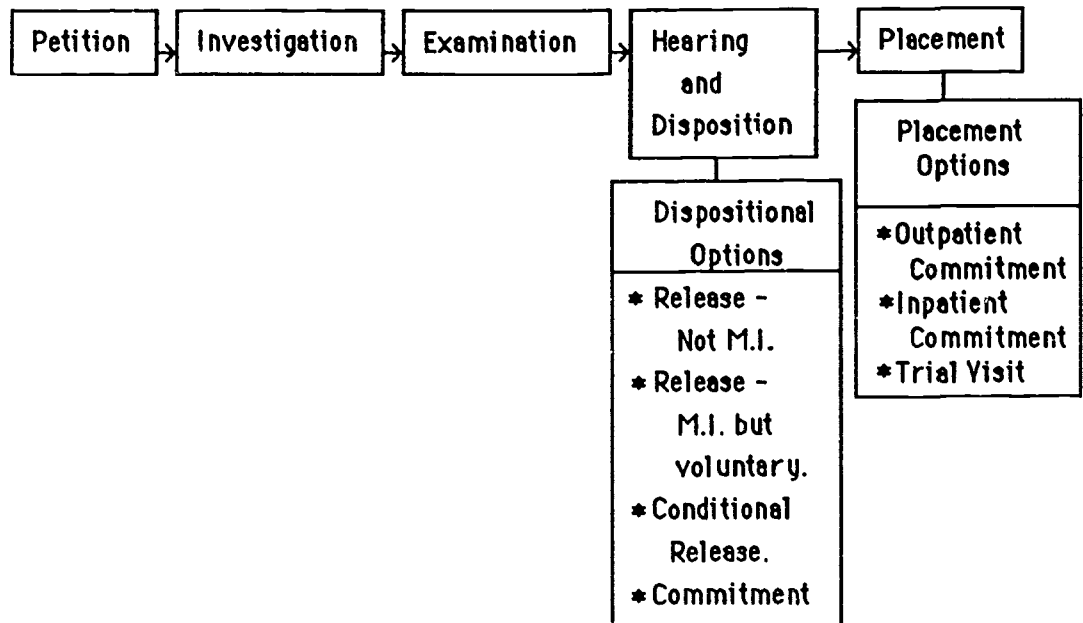 Petition
Investigation
Examination
Hearing
and
Disposition
Placement
Dispositional
Options
* Release -
Not M.I.
* Release -
M.I. but
voluntary.
* Conditional
Release.
* Commitment
Placement
Options
*Outpatient
Commitment
*Inpatient
Commitment
*Trial Visit